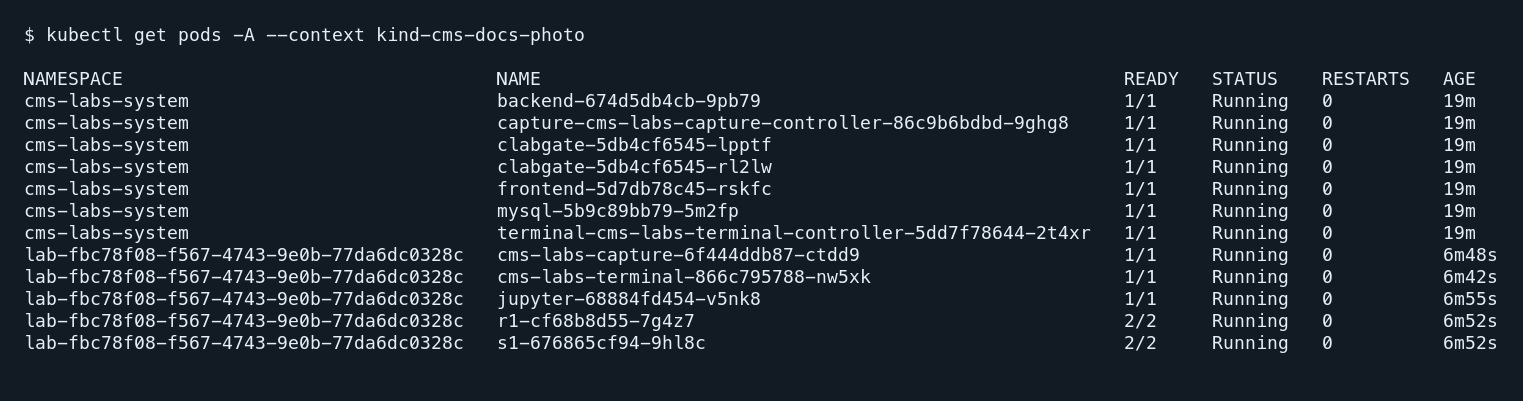 $ kubectl get pods -A --context kind-cms-docs-photo
NAMESPACE NAME READY STATUS RESTARTS AGE
cms-labs-system backend-674d5db4cb-9pb79 1/1 Running 0 19m
cms-labs-system capture-cms-labs-capture-controller-86c9b6bdbd-9ghg8 1/1 Running 0 19m
cms-labs-system clabgate-5db4cf6545-lpptf 1/1 Running 0 19m
cms-labs-system clabgate-5db4cf6545-rl2lw 1/1 Running 0 19m
cms-labs-system frontend-5d7db78c45-rskfc 1/1 Running 0 19m
cms-labs-system mysql-5b9c89bb79-5m2fp 1/1 Running 0 19m
cms-labs-system terminal-cms-labs-terminal-controller-5dd7f78644-2t4xr 1/1 Running 0 19m
lab-fbc78f08-f567-4743-9e0b-77da6dc0328c cms-labs-capture-6f444ddb87-ctdd9 1/1 Running 0 6m48s
lab-fbc78f08-f567-4743-9e0b-77da6dc0328c cms-labs-terminal-866c795788-nw5xk 1/1 Running 0 6m42s
lab-fbc78f08-f567-4743-9e0b-77da6dc0328c jupyter-68884fd454-v5nk8 1/1 Running 0 6m55s
lab-fbc78f08-f567-4743-9e0b-77da6dc0328c r1-cf68b8d55-7g4z7 2/2 Running 0 6m52s
lab-fbc78f08-f567-4743-9e0b-77da6dc0328c s1-676865cf94-9hl8c 2/2 Running 0 6m52s